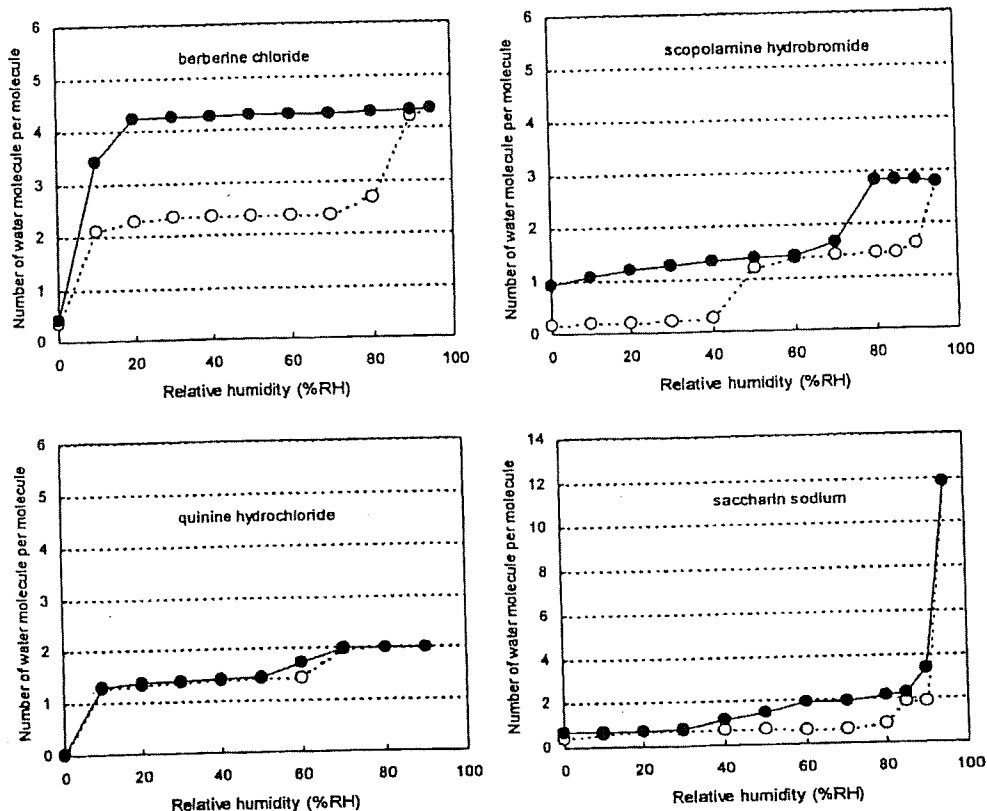 Number of water molecule per molecule
6
5
4
3
2
1
0
berberine chloride
0 20 40 60 80 100
Relative humidity (%RH)
Number of water molecule per molecule
6
5
4
3
2
1
0
scopolamine hydrobromide
0 20 40 60 80 100
Relative humidity (%RH)
Number of water molecule per molecule
6
5
4
3
2
1
0
quinine hydrochloride
0 20 40 60 80 100
Relative humidity (%RH)
Number of water molecule per molecule
14
12
10
8
6
4
2
0
saccharin sodium
0 20 40 60 80 100
Relative humidity (%RH)